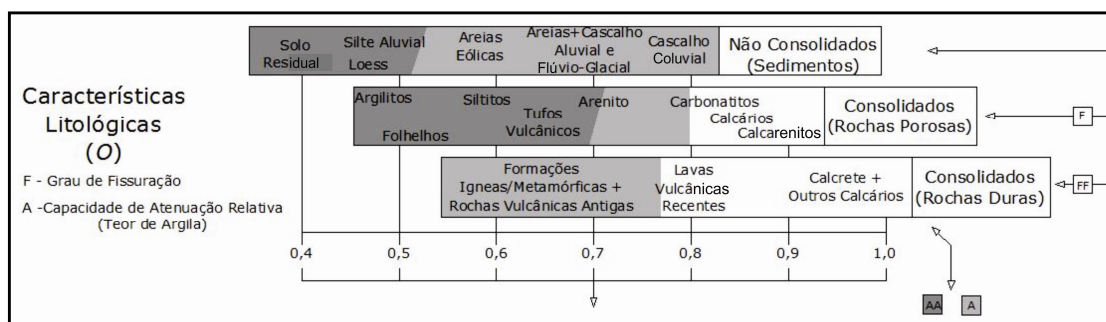 Características
Litológicas
(O)
F - Grau de Fissuração
A -Capacidade de Atenuação Relativa
(Teor de Argila)
Solo
Residual
Silte Aluvial
Loess
Areias
Eólicas
Areias+Cascalho
Aluvial e
Flúvio-Glacial
Cascalho
Coluvial
Não Consolidados
(Sedimentos)
Argilitos
Folhelhos
Siltitos
Tufos
Vulcânicos
Arenito
Carbonatitos
Calcários
Calcarenitos
Consolidados
(Rochas Porosas)
F
Formações
Igneas/Metamórficas +
Rochas Vulcânicas Antigas
Lavas
Vulcânicas
Recentes
Calcrete +
Outros Calcários
Consolidados
(Rochas Duras)
FF
0,4 0,5 0,6 0,7 0,8 0,9 1,0
AA A